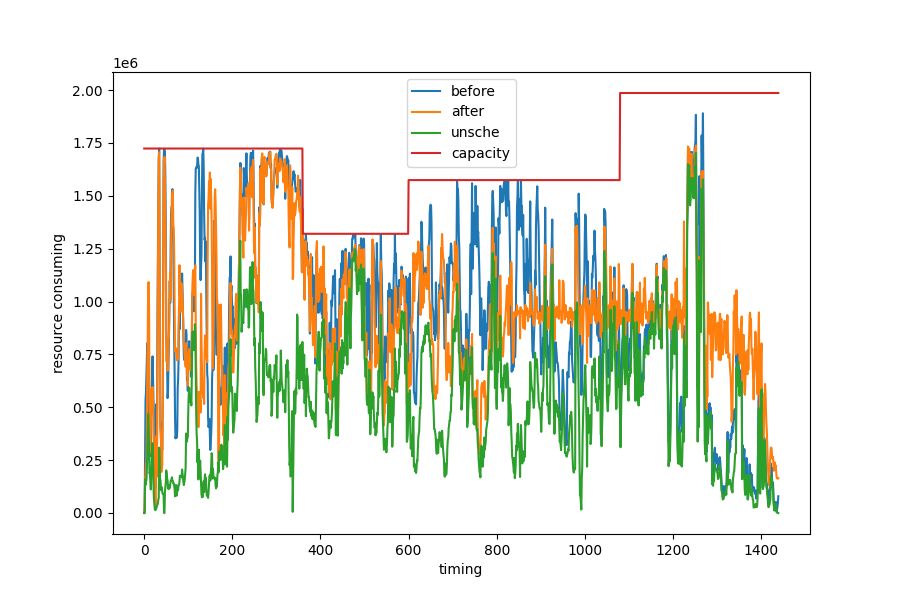 1e6
2.00
1.75
1.50
1.25
1.00
0.75
0.50
0.25
0.00
resource consuming
before
after
unsche
capacity
0 200 400 600 800 1000 1200 1400
timing